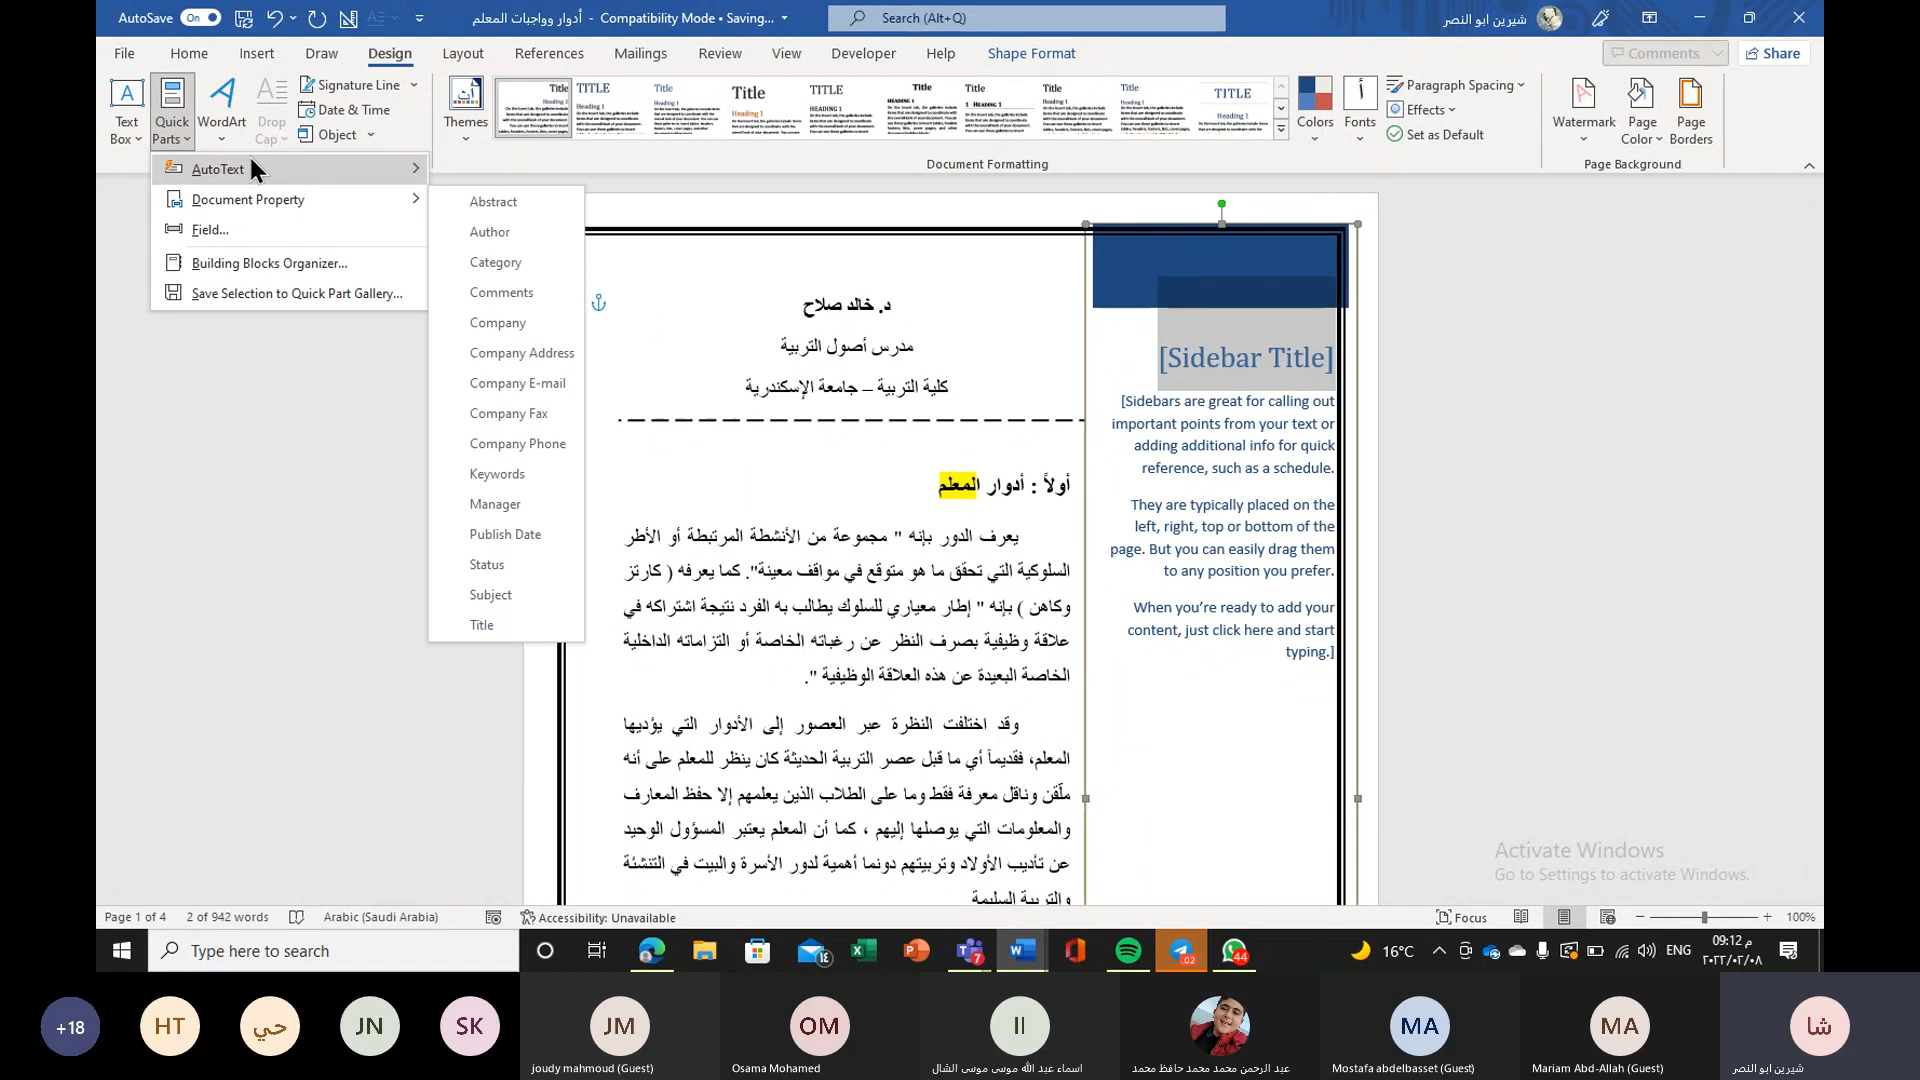 AutoSave On
أدوار وواجبات المعلم - Compatibility Mode • Saving...
Search (Alt+Q)
شيرين ابو النصر
File Home Insert Draw Design Layout References Mailings Review View Developer Help Shape Format
Comments
Share
Text Box
Quick Parts
WordArt
Drop Cap
Signature Line
Date & Time
Object
Themes
Colors
Fonts
Paragraph Spacing
Effects
Set as Default
Watermark
Page Color
Page Borders
Document Formatting
Page Background
AutoText
Document Property
Field...
Building Blocks Organizer...
Save Selection to Quick Part Gallery...
Abstract
Author
Category
Comments
Company
Company Address
Company E-mail
Company Fax
Company Phone
Keywords
Manager
Publish Date
Status
Subject
Title
د. خالد صلاح
مدرس أصول التربية
كلية التربية – جامعة الإسكندرية
أولاً : أدوار المعلم
يعرف الدور بإنه " مجموعة من الأنشطة المرتبطة أو الأطر
السلوكية التي تحقق ما هو متوقع في مواقف معينة". كما يعرفه ( كارتز
وكاهن ) بإنه " إطار معياري للسلوك يطالب به الفرد نتيجة اشتراكه في
علاقة وظيفية بصرف النظر عن رغباته الخاصة أو التزاماته الداخلية
الخاصة البعيدة عن هذه العلاقة الوظيفية ".
وقد اختلفت النظرة عبر العصور إلى الأدوار التي يؤديها
المعلم، فقديماً أي ما قبل عصر التربية الحديثة كان ينظر للمعلم على أنه
ملّقن وناقل معرفة فقط وما على الطلاب الذين يعلمهم إلا حفظ المعارف
والمعلومات التي يوصلها إليهم ، كما أن المعلم يعتبر المسؤول الوحيد
عن تأديب الأولاد وتربيتهم دونما أهمية لدور الأسرة والبيت في التنشئة
والتربية السليمة
[Sidebar Title]
[Sidebars are great for calling out
important points from your text or
adding additional info for quick
reference, such as a schedule.
They are typically placed on the
left, right, top or bottom of the
page. But you can easily drag them
to any position you prefer.
When you're ready to add your
content, just click here and start
typing.]
Activate Windows
Go to Settings to activate Windows.
Page 1 of 4 2 of 942 words Arabic (Saudi Arabia) Accessibility: Unavailable
Focus 100%
Type here to search
16°C ENG
09:12 م
٢٠٢٢/٠٢/٠٨
+18 HT حي JN SK JM OM اا MA MA شا
joudy mahmoud (Guest)
Osama Mohamed
اسماء عبد الله موسى موسى الشال
عبد الرحمن محمد محمد حافظ محمد
Mostafa abdelbasset (Guest)
Mariam Abd-Allah (Guest)
شيرين ابو النصر